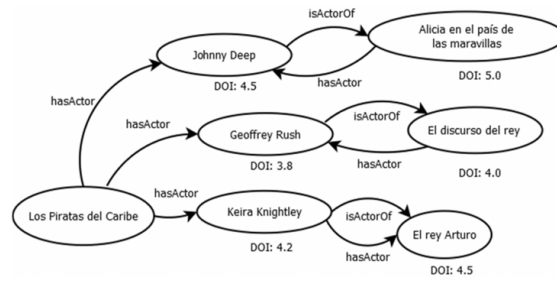 isActorOf
Alicia en el país de
las maravillas
Johnny Deep
hasActor
DOI: 4.5
DOI: 5.0
hasActor
hasActor
isActorOf
Geoffrey Rush
El discurso del rey
hasActor
DOI: 3.8
DOI: 4.0
hasActor
Keira Knightley
isActorOf
Los Piratas del Caribe
El rey Arturo
DOI: 4.2
hasActor
DOI: 4.5